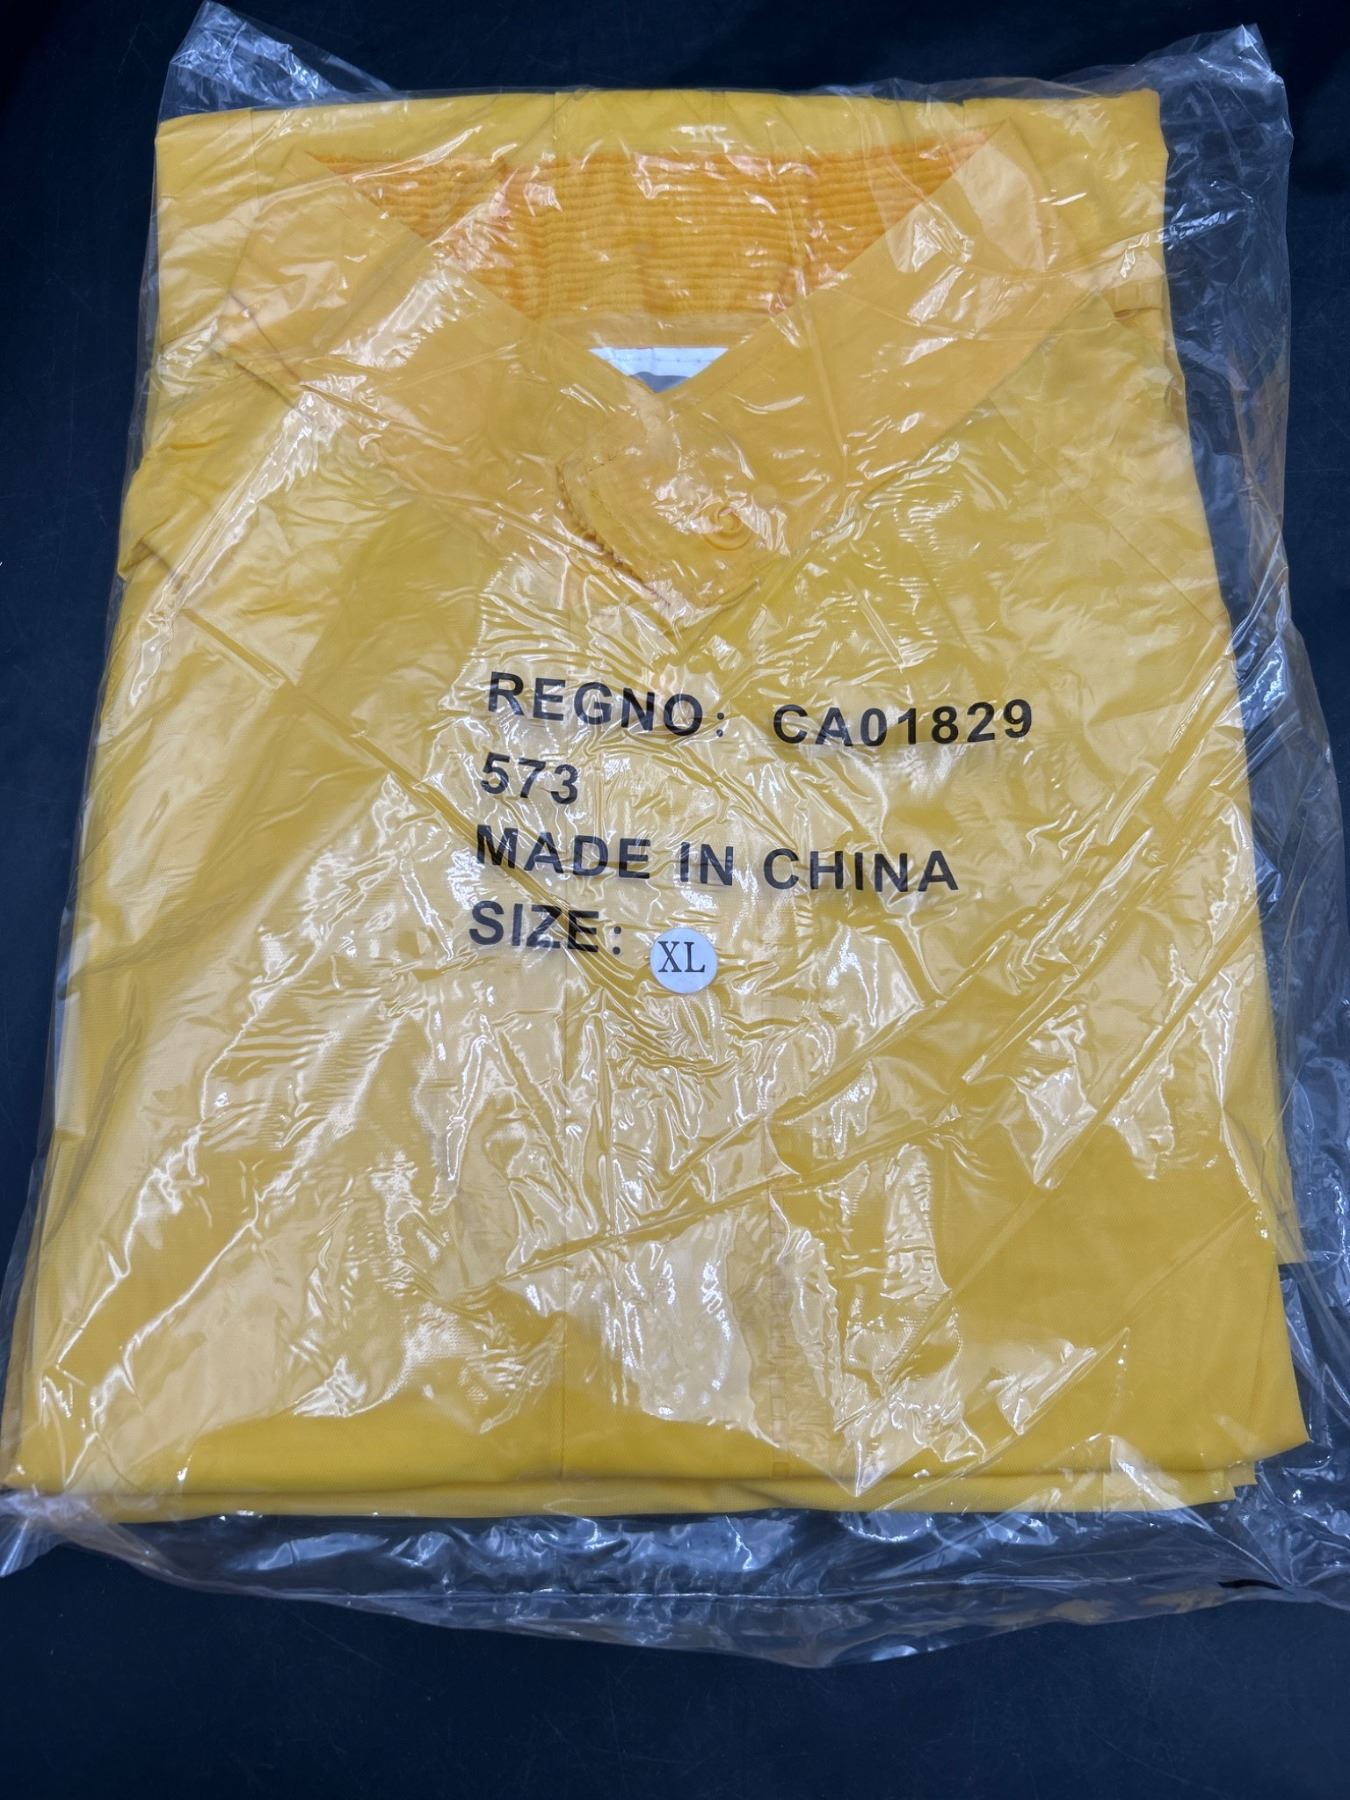 REGNO: CA01829
573
MADE IN CHINA
SIZE: XL